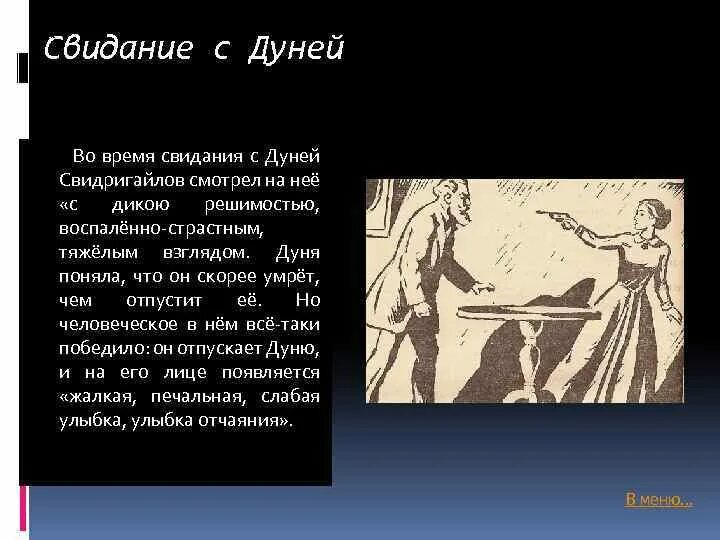 Свидание с Дуней
Во время свидания с Дуней
Свидригайлов смотрел на неё
«с дикою решимостью,
воспалённо-страстным,
тяжёлым взглядом. Дуня
поняла, что он скорее умрёт,
чем отпустит её. Но
человеческое в нём всё-таки
победило: он отпускает Дуню,
и на его лице появляется
«жалкая, печальная, слабая
улыбка, улыбка отчаяния».
В меню...